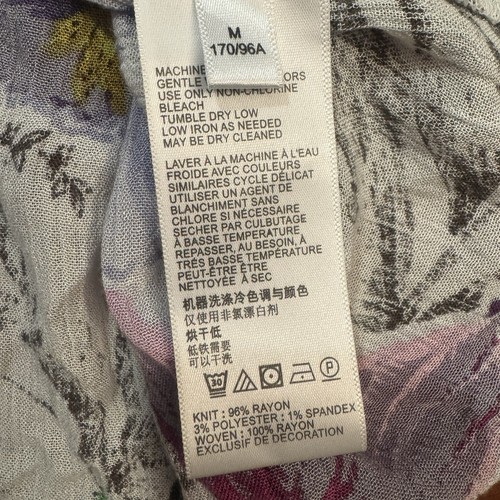 M
170/96A
MACHINE
GENTLE ORS
USE ONLY NON-CHLORINE
BLEACH
TUMBLE DRY LOW
LOW IRON AS NEEDED
MAY BE DRY CLEANED
LAVER À LA MACHINE À L'EAU
FROIDE AVEC COULEURS
SIMILAIRES CYCLE DÉLICAT
UTILISER UN AGENT DE
BLANCHIMENT SANS
CHLORE SI NÉCESSAIRE
SÉCHER PAR CULBUTAGE
À BASSE TEMPERATURE
REPASSER, AU BESOIN, À
TRÈS BASSE TEMPÉRATURE
PEUT-ÊTRE ÊTRE
NETTOYÉE À SEC
机器洗涤冷色调与颜色
仅使用非氯漂白剂
烘干低
低铁需要
可以干洗
30 P
KNIT : 96% RAYON
3% POLYESTER : 1% SPANDEX
WOVEN : 100% RAYON
EXCLUSIF DE DECORATION